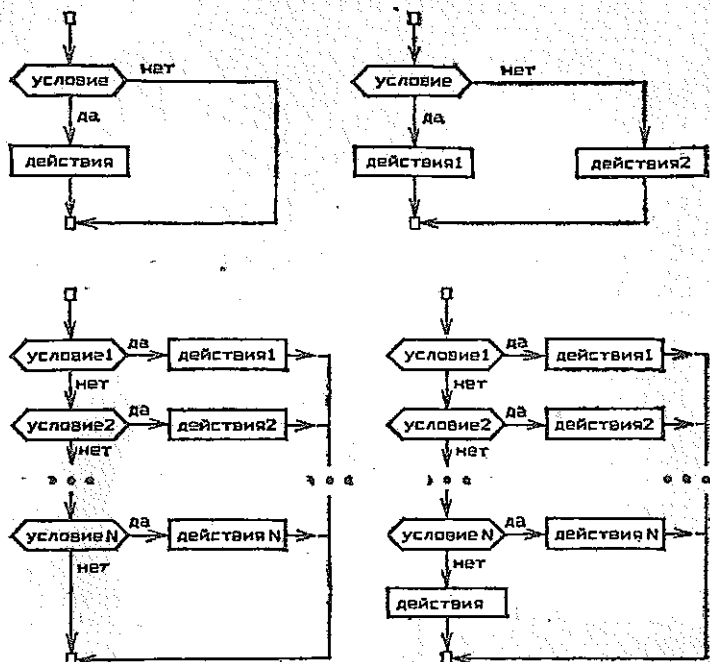 условие нет
да
действия
условие нет
да
действия1 действия2
условие1 да действия1
нет
условие2 да действия2
нет
условие N да действия N
нет
условие1 да действия1
нет
условие2 да действия2
нет
условие N да действия N
нет
действия